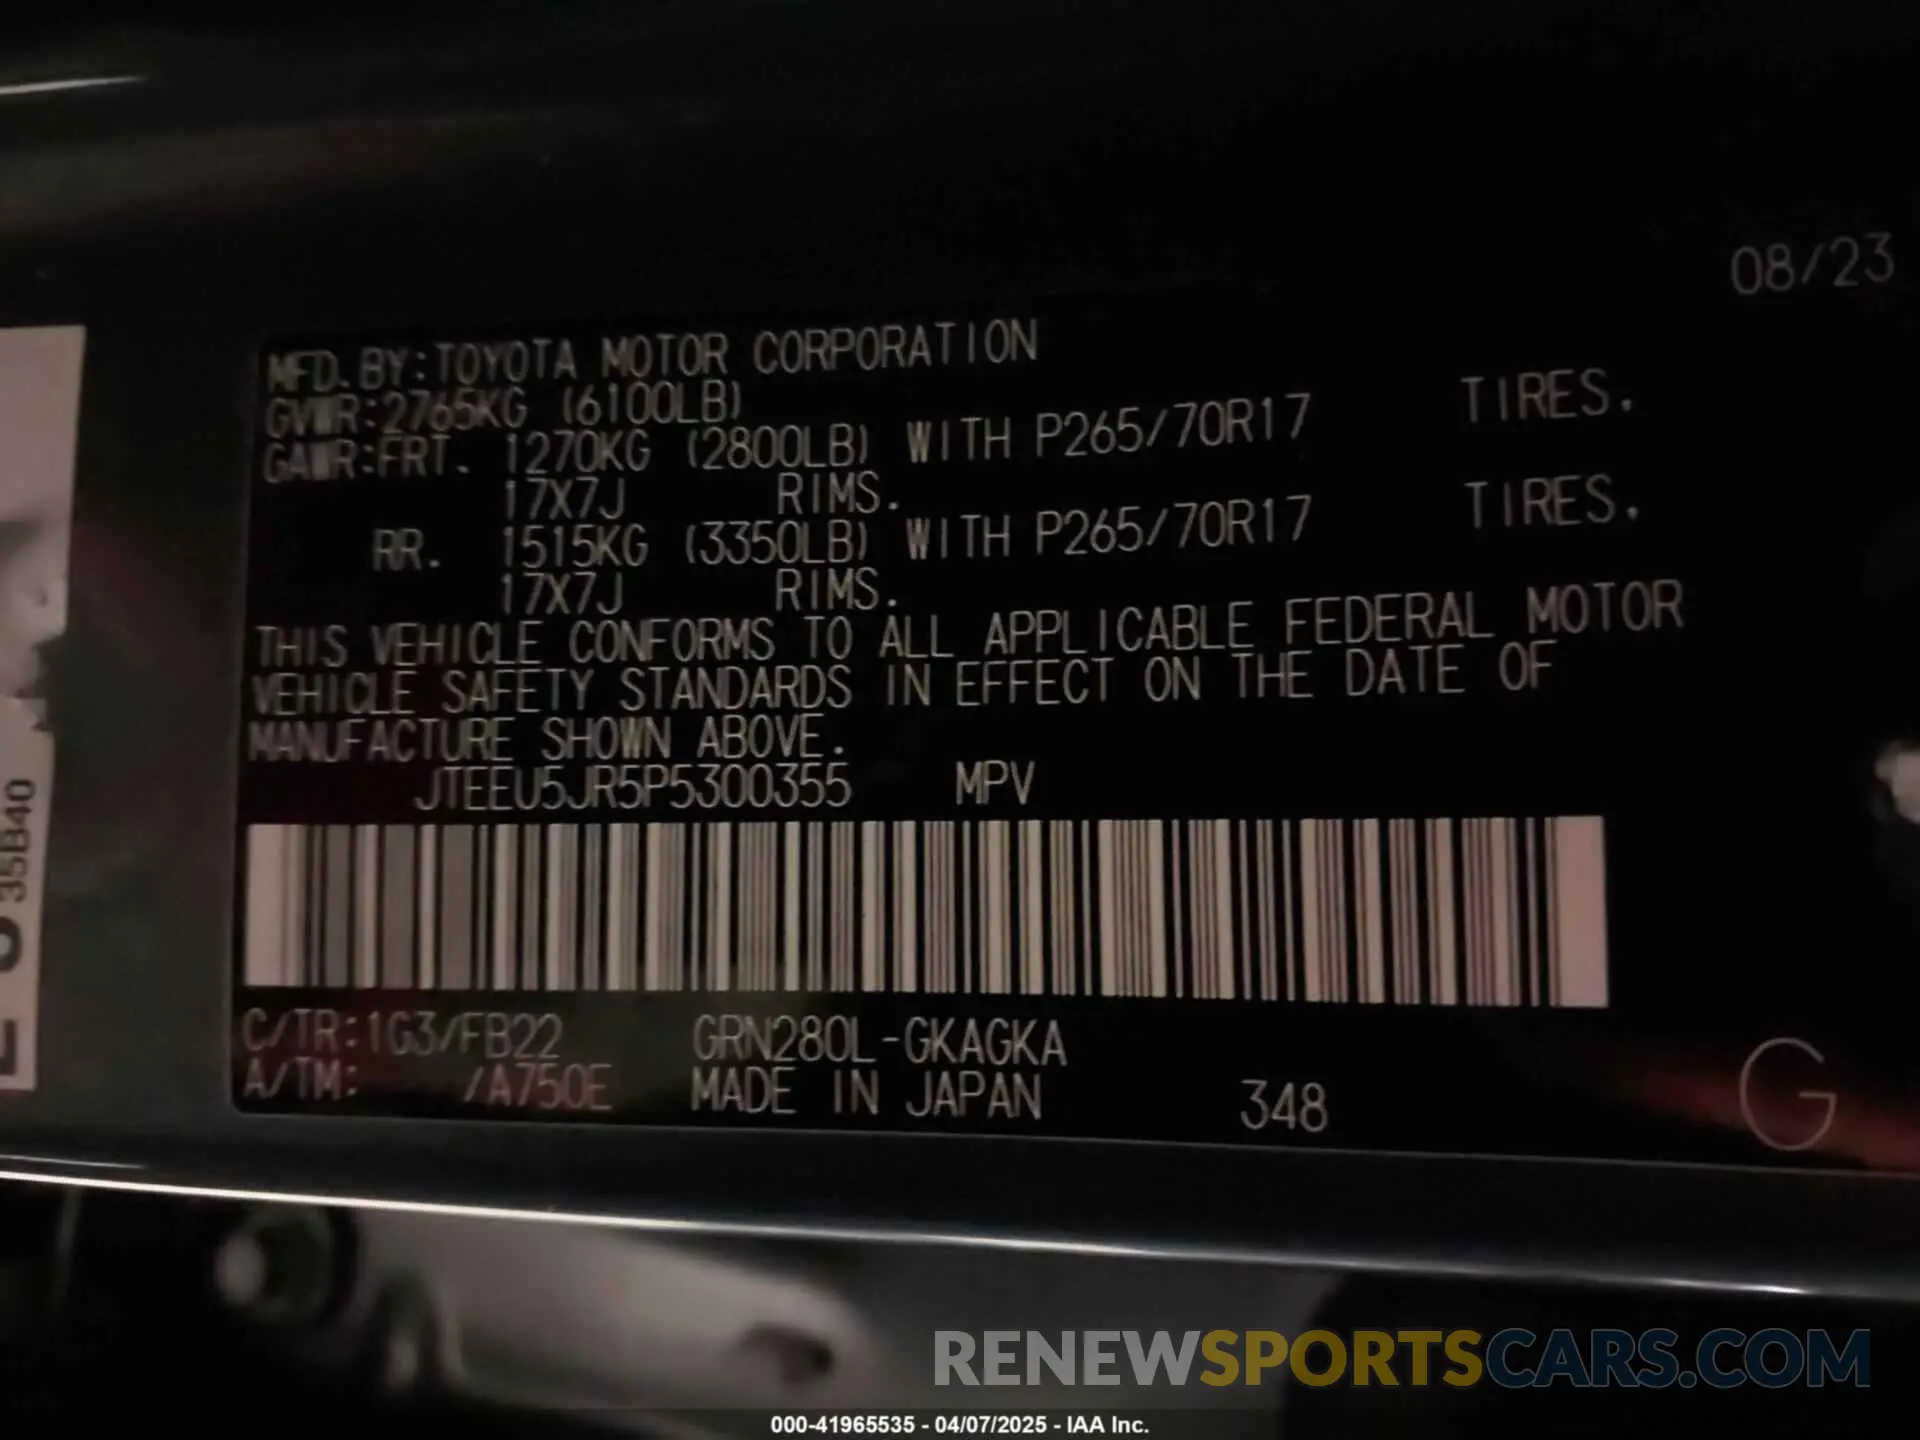 08/23
MFD.BY:TOYOTA MOTOR CORPORATION
GVWR:2765KG (6100LB)
GAWR:FRT. 1270KG (2800LB) WITH P265/70R17 TIRES.
17X7J RIMS.
RR. 1515KG (3350LB) WITH P265/70R17 TIRES.
17X7J RIMS.
THIS VEHICLE CONFORMS TO ALL APPLICABLE FEDERAL MOTOR
VEHICLE SAFETY STANDARDS IN EFFECT ON THE DATE OF
MANUFACTURE SHOWN ABOVE.
JTEEU5JR5P5300355 MPV
C/TR:1G3/FB22 GRN280L-GKAGKA
A/TM: /A750E MADE IN JAPAN 348
G
35B40
RENEWSPORTSCARS.COM
000-41965535 - 04/07/2025 - IAA Inc.